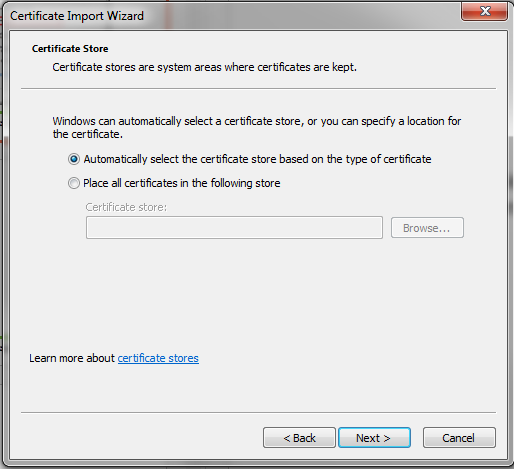 Certificate Import Wizard
Certificate Store
Certificate stores are system areas where certificates are kept.
Windows can automatically select a certificate store, or you can specify a location for
the certificate.
Automatically select the certificate store based on the type of certificate
Place all certificates in the following store
Certificate store:
Browse...
Learn more about certificate stores
< Back
Next >
Cancel